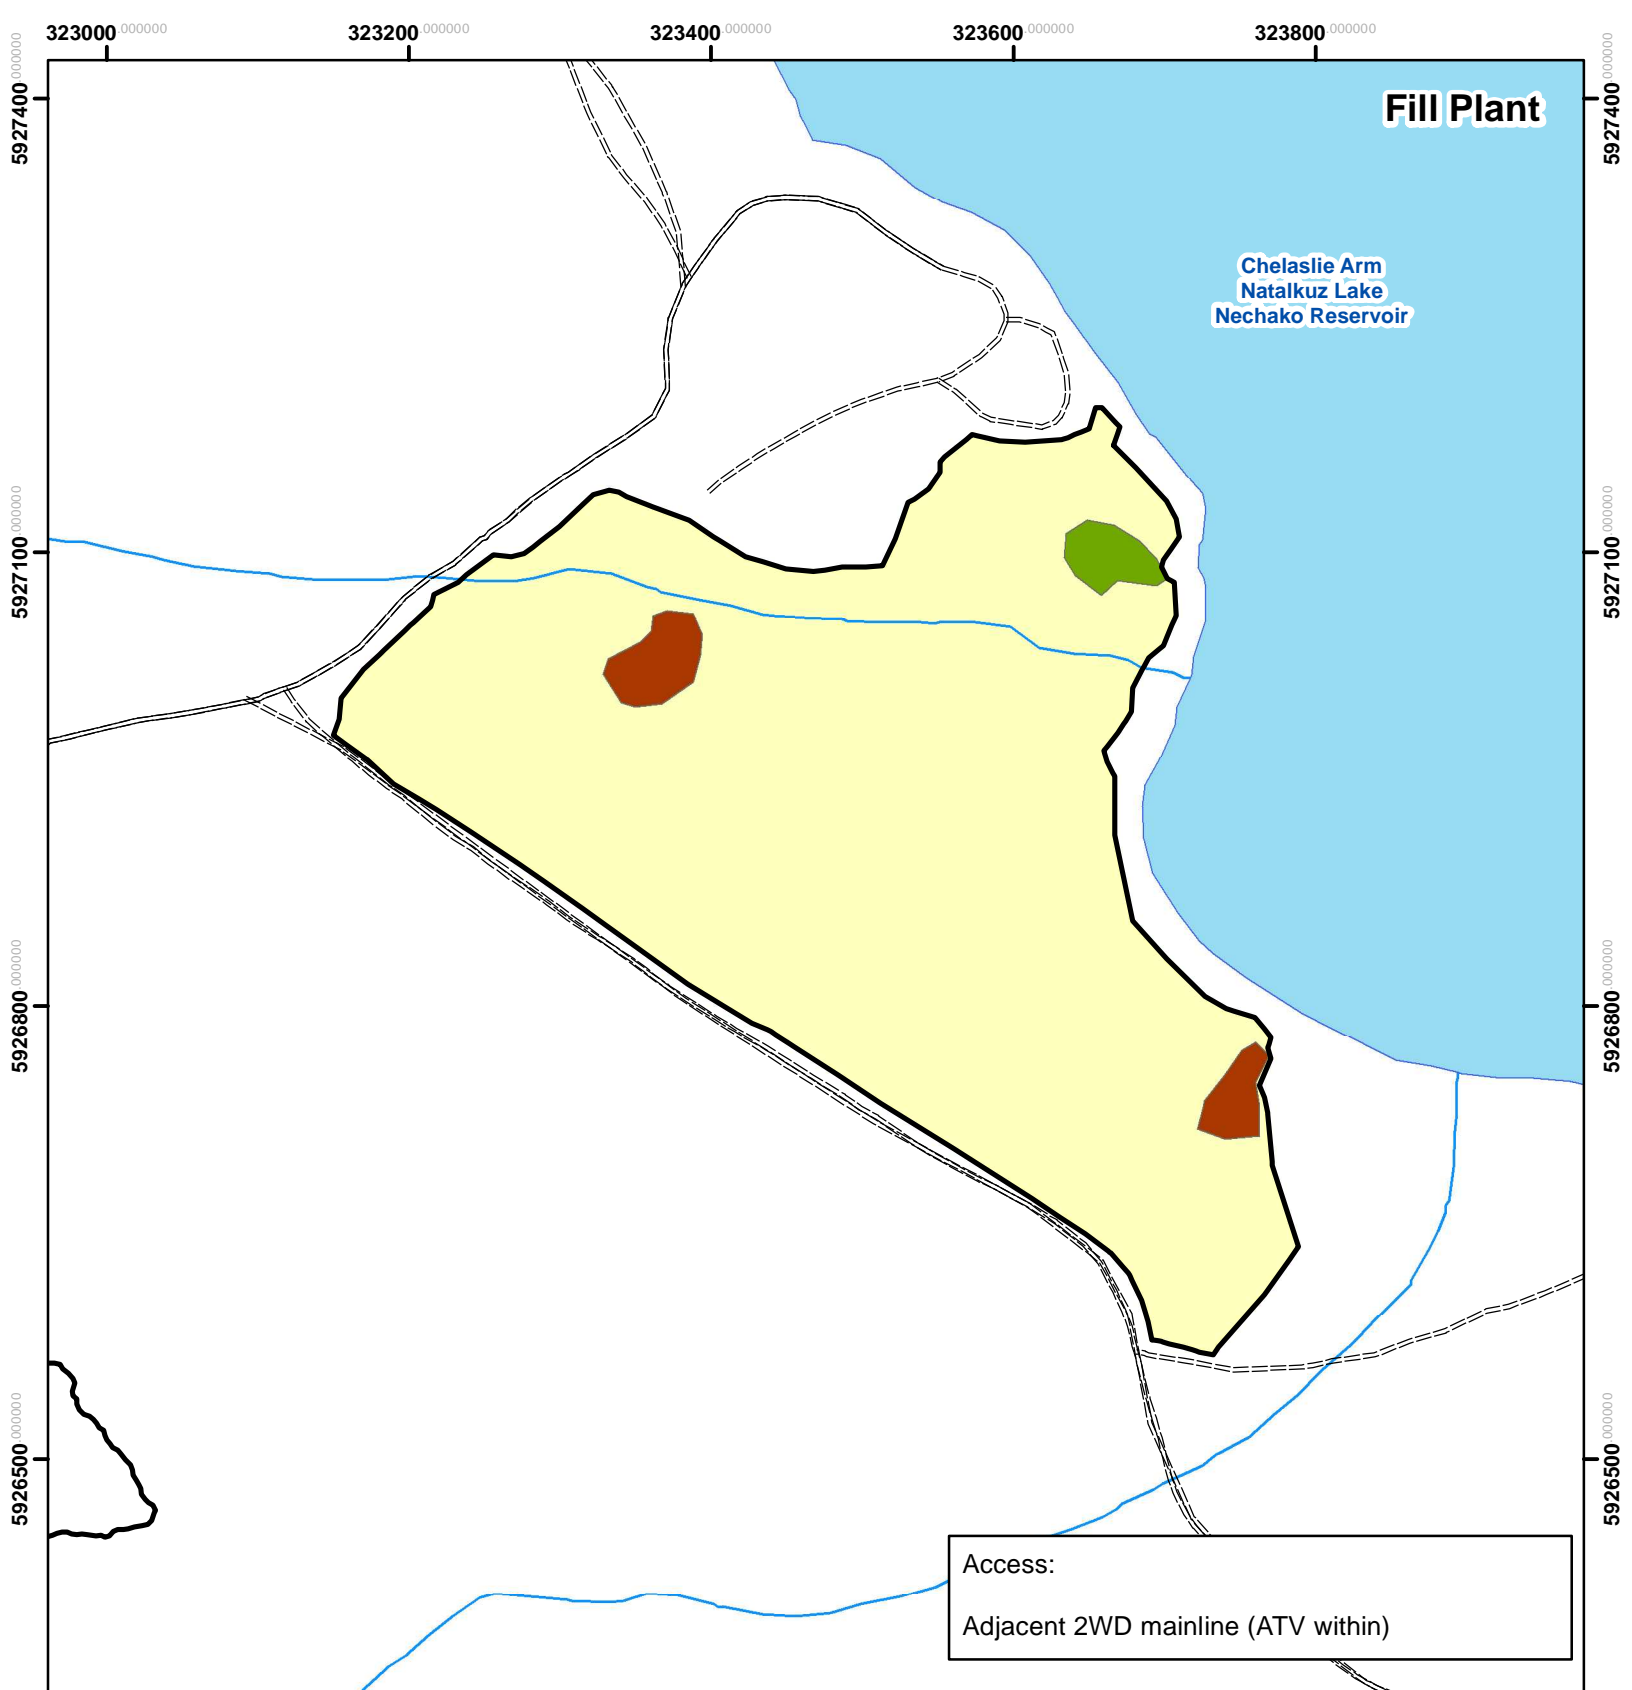 323000.000000 323200.000000 323400.000000 323600.000000 323800.000000
5927400.000000
5927400.000000
Fill Plant
Chelaslie Arm
Natalkuz Lake
Nechako Reservoir
5927100.000000
5927100.000000
5926800.000000
5926800.000000
5926500.000000
5926500.000000
Access:
Adjacent 2WD mainline (ATV within)